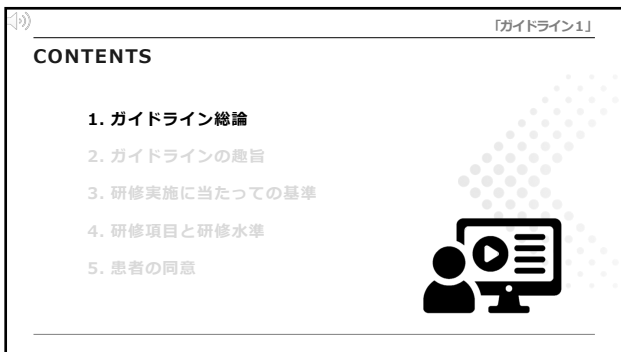 「ガイドライン1」
CONTENTS
1. ガイドライン総論
2. ガイドラインの趣旨
3. 研修実施に当たっての基準
4. 研修項目と研修水準
5. 患者の同意